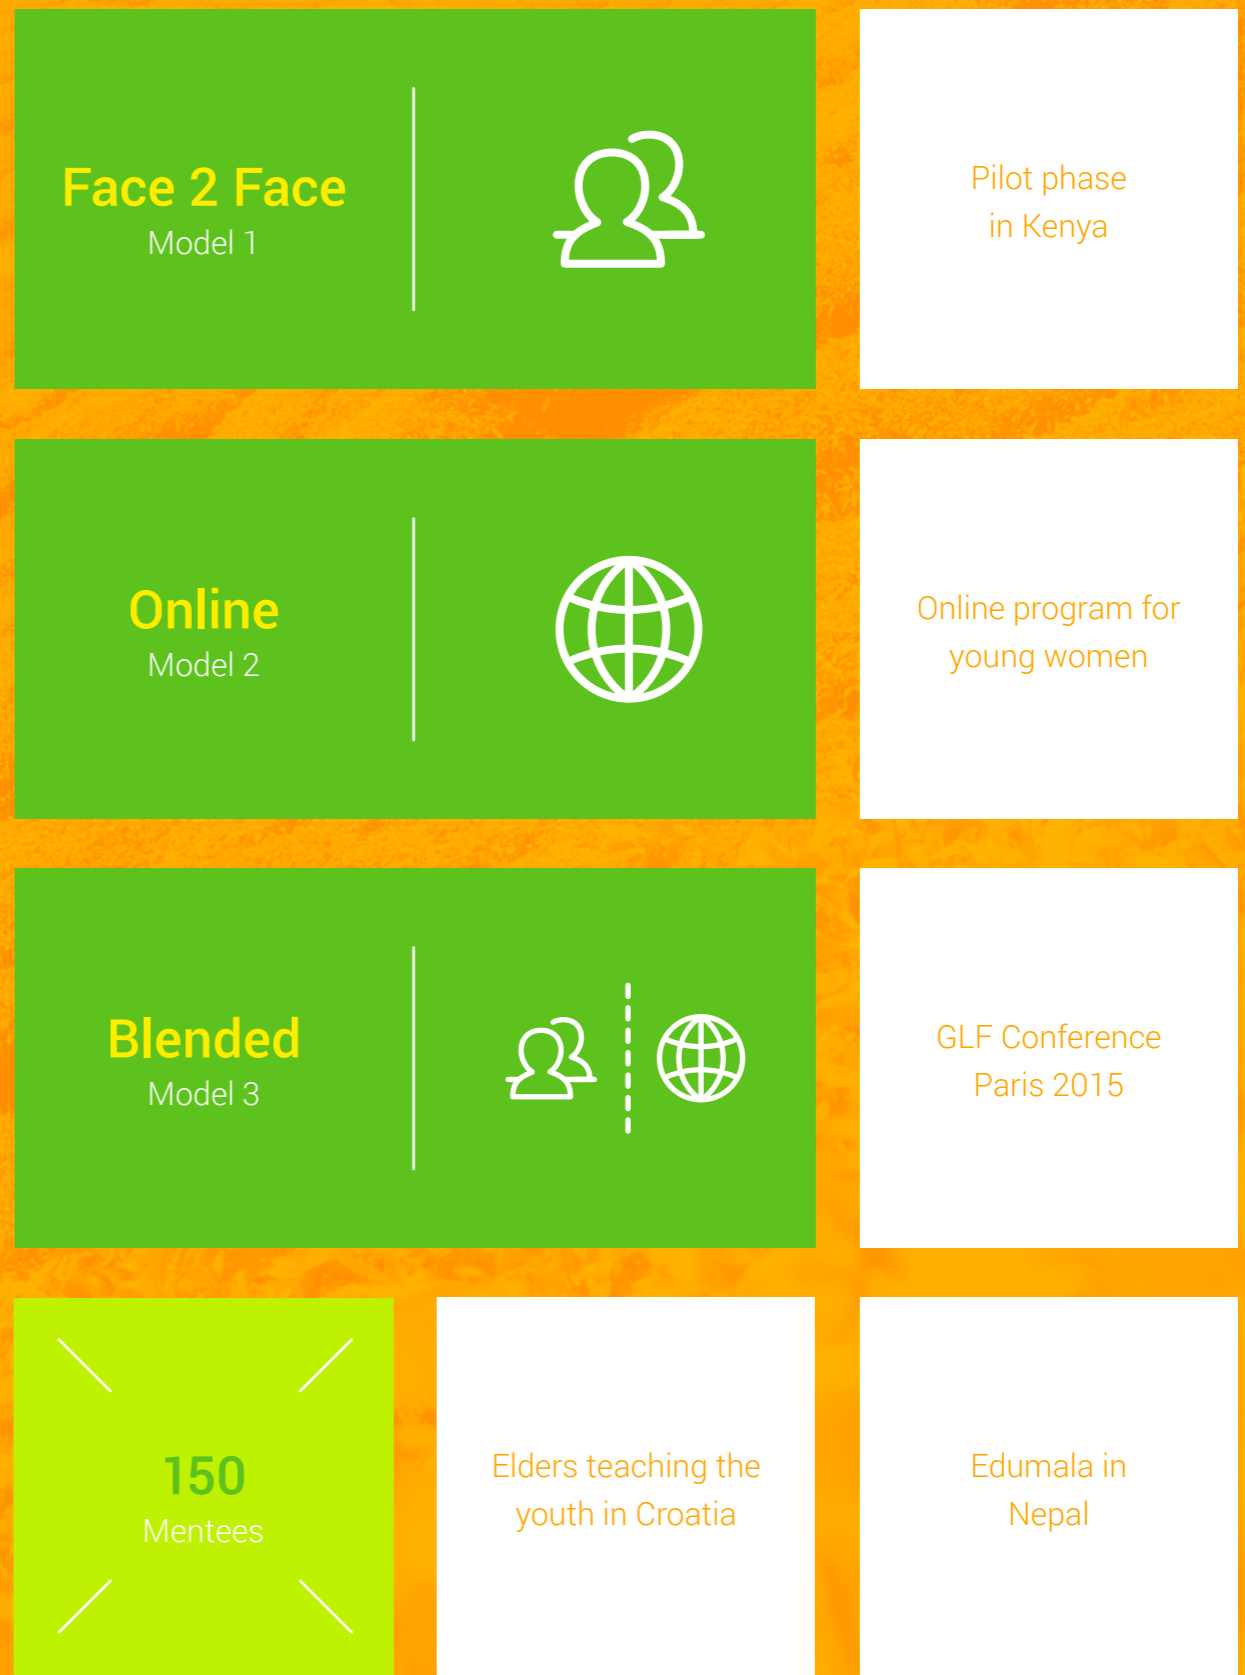 Face 2 Face
Model 1
Pilot phase
in Kenya
Online
Model 2
Online program for
young women
Blended
Model 3
GLF Conference
Paris 2015
150
Mentees
Elders teaching the
youth in Croatia
Edumala in
Nepal